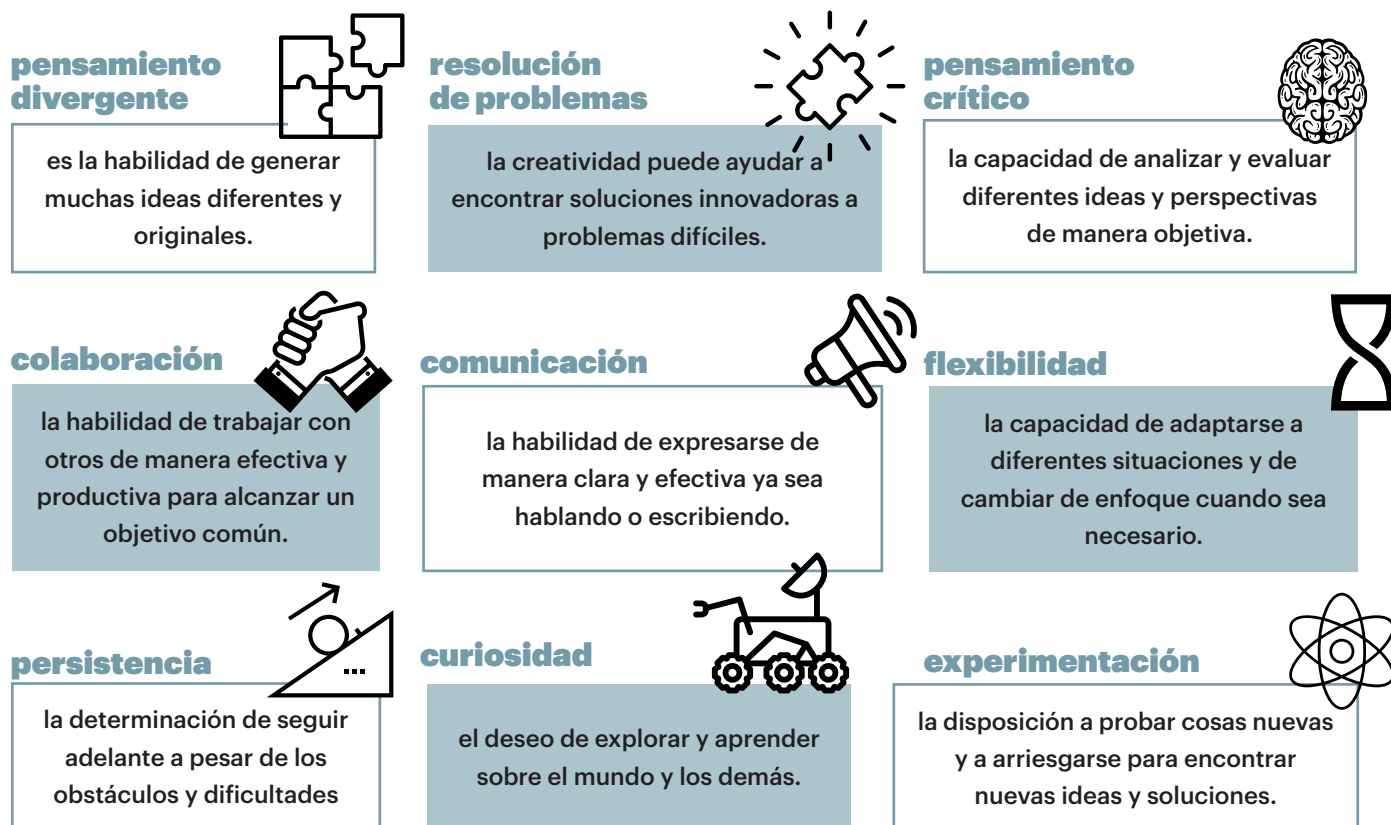 pensamiento
divergente
es la habilidad de generar
muchas ideas diferentes y
originales.
resolución
de problemas
la creatividad puede ayudar a
encontrar soluciones innovadoras a
problemas difíciles.
pensamiento
crítico
la capacidad de analizar y evaluar
diferentes ideas y perspectivas
de manera objetiva.
colaboración
la habilidad de trabajar con
otros de manera efectiva y
productiva para alcanzar un
objetivo común.
comunicación
la habilidad de expresarse de
manera clara y efectiva ya sea
hablando o escribiendo.
flexibilidad
la capacidad de adaptarse a
diferentes situaciones y de
cambiar de enfoque cuando sea
necesario.
persistencia
la determinación de seguir
adelante a pesar de los
obstáculos y dificultades
curiosidad
el deseo de explorar y aprender
sobre el mundo y los demás.
experimentación
la disposición a probar cosas nuevas
y a arriesgarse para encontrar
nuevas ideas y soluciones.